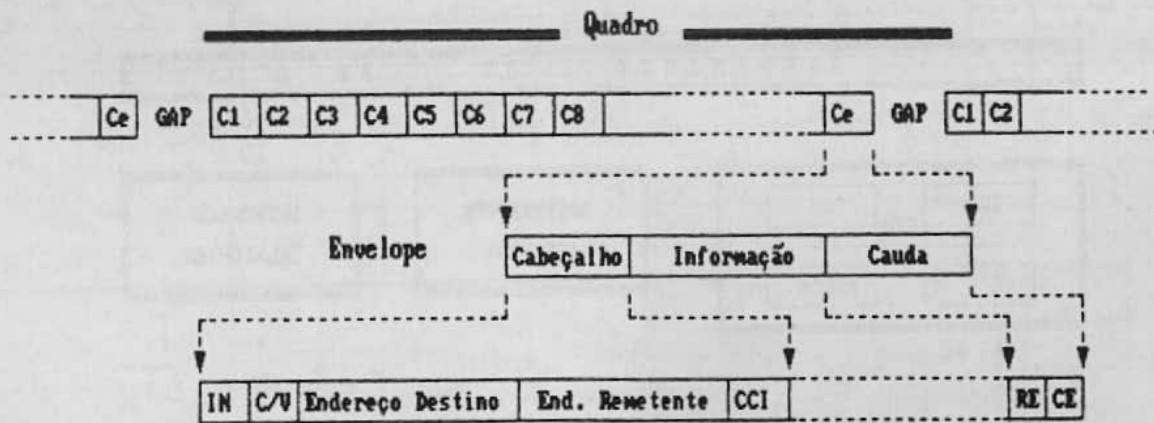 Quadro
Ce GAP C1 C2 C3 C4 C5 C6 C7 C8 Ce GAP C1 C2
Envelope Cabeçalho Informação Cauda
IN C/V Endereço Destino End. Remetente CCI RE CE